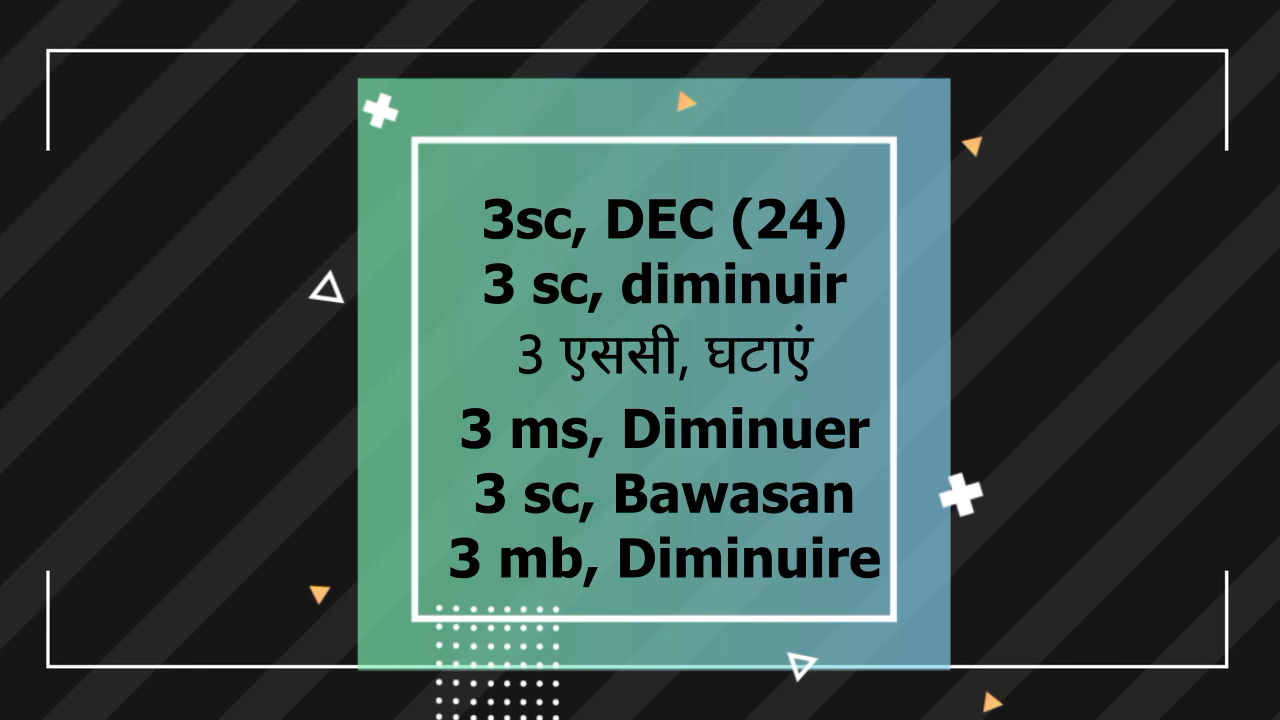 3sc, DEC (24)
3 sc, diminuir
3 एससी, घटाएं
3 ms, Diminuer
3 sc, Bawasan
3 mb, Diminuire